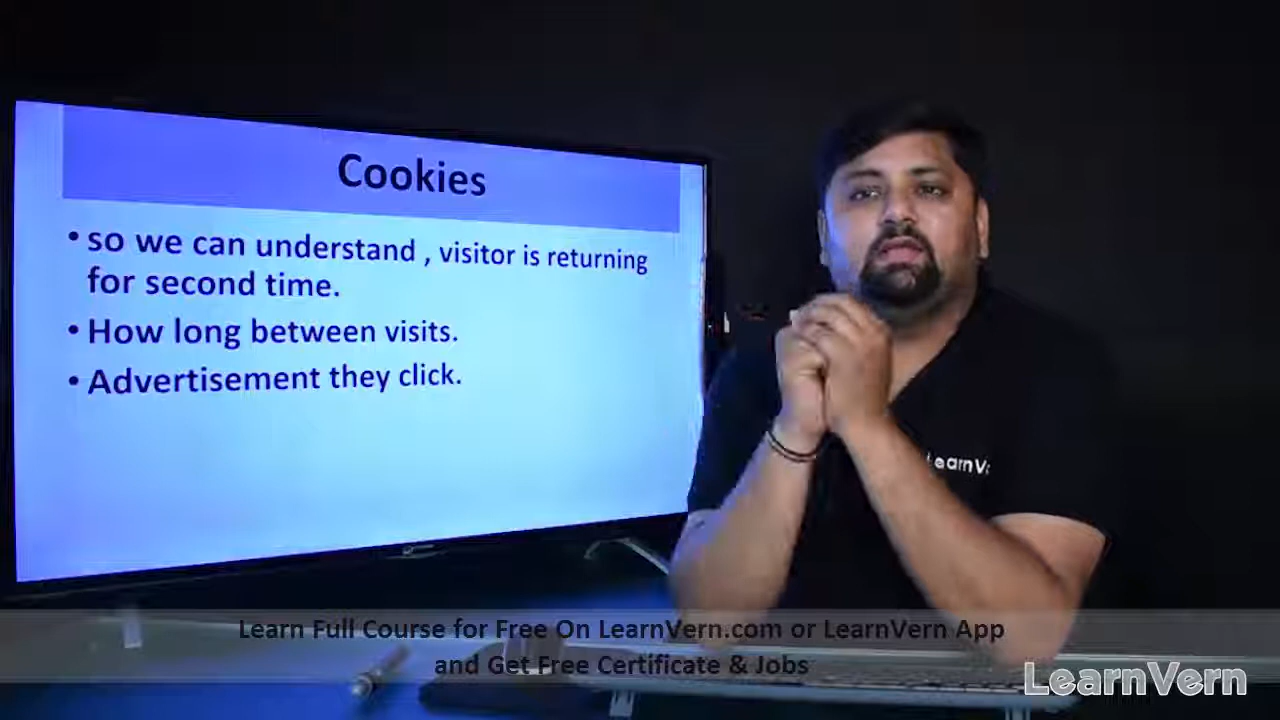 Cookies
• so we can understand , visitor is returning
for second time.
• How long between visits.
• Advertisement they click.
LearnV
Learn Full Course for Free On LearnVern.com or LearnVern App
and Get Free Certificate & Jobs
LearnVern